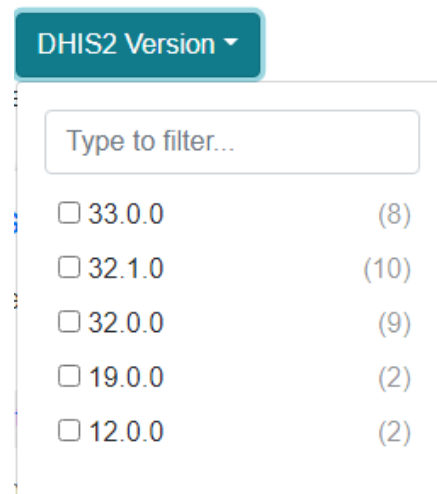 DHIS2 Version
Type to filter...
33.0.0 (8)
32.1.0 (10)
32.0.0 (9)
19.0.0 (2)
12.0.0 (2)